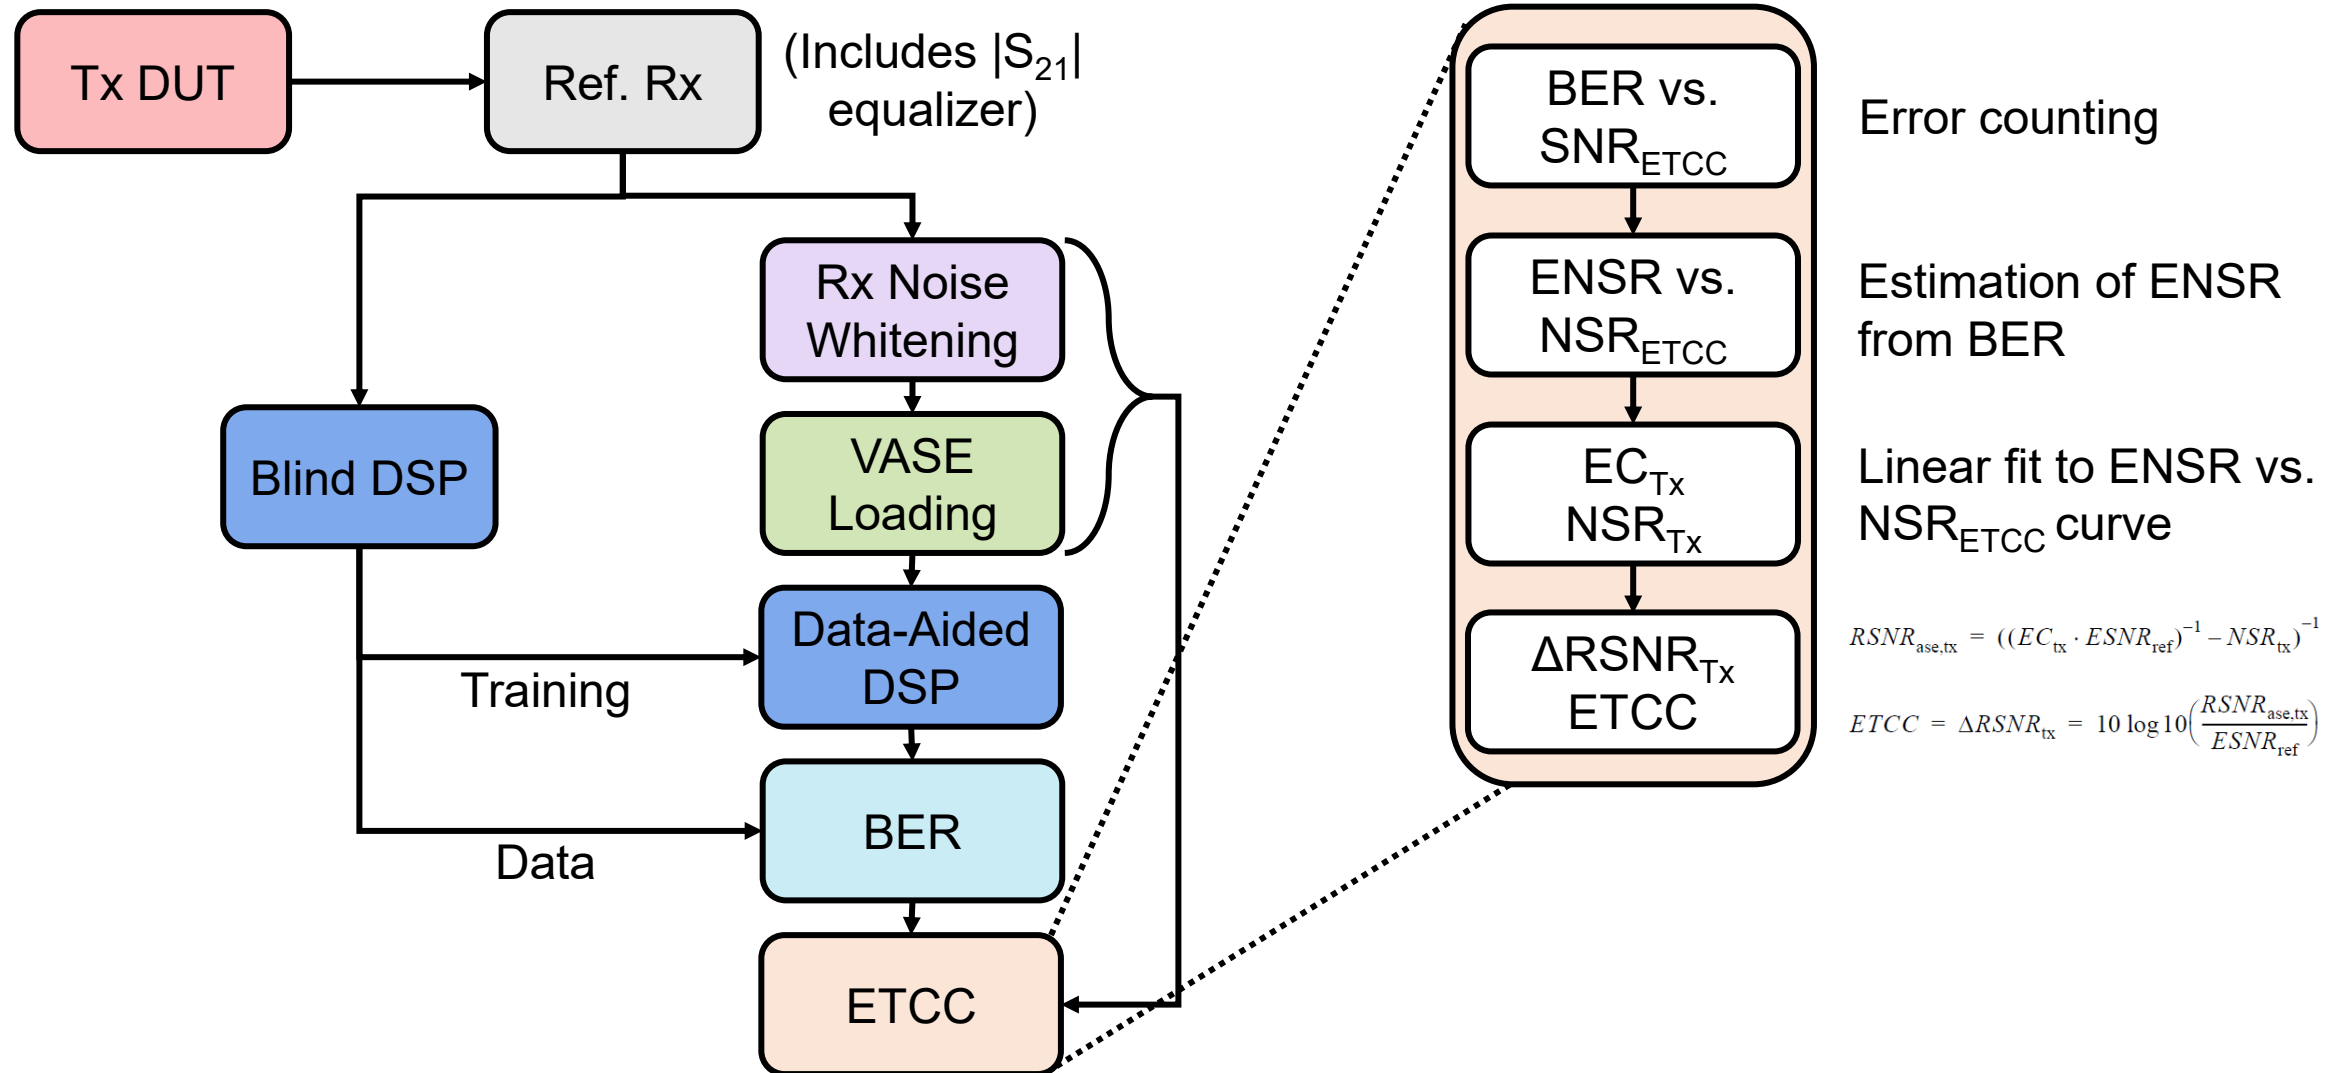 Tx DUT
Ref. Rx
(Includes |S21|
equalizer)
Rx Noise
Whitening
Blind DSP
VASE
Loading
Data-Aided
DSP
Training
BER
Data
ETCC
BER vs.
SNRETCC
Error counting
ENSR vs.
NSRETCC
Estimation of ENSR
from BER
ECTx
NSRTx
Linear fit to ENSR vs.
NSRETCC curve
ΔRSNRTx
ETCC
RSNRase,tx = ((ECtx · ESNRref)^−1 − NSRtx)^−1
ETCC = ΔRSNRtx = 10 log10(RSNRase,tx / ESNRref)